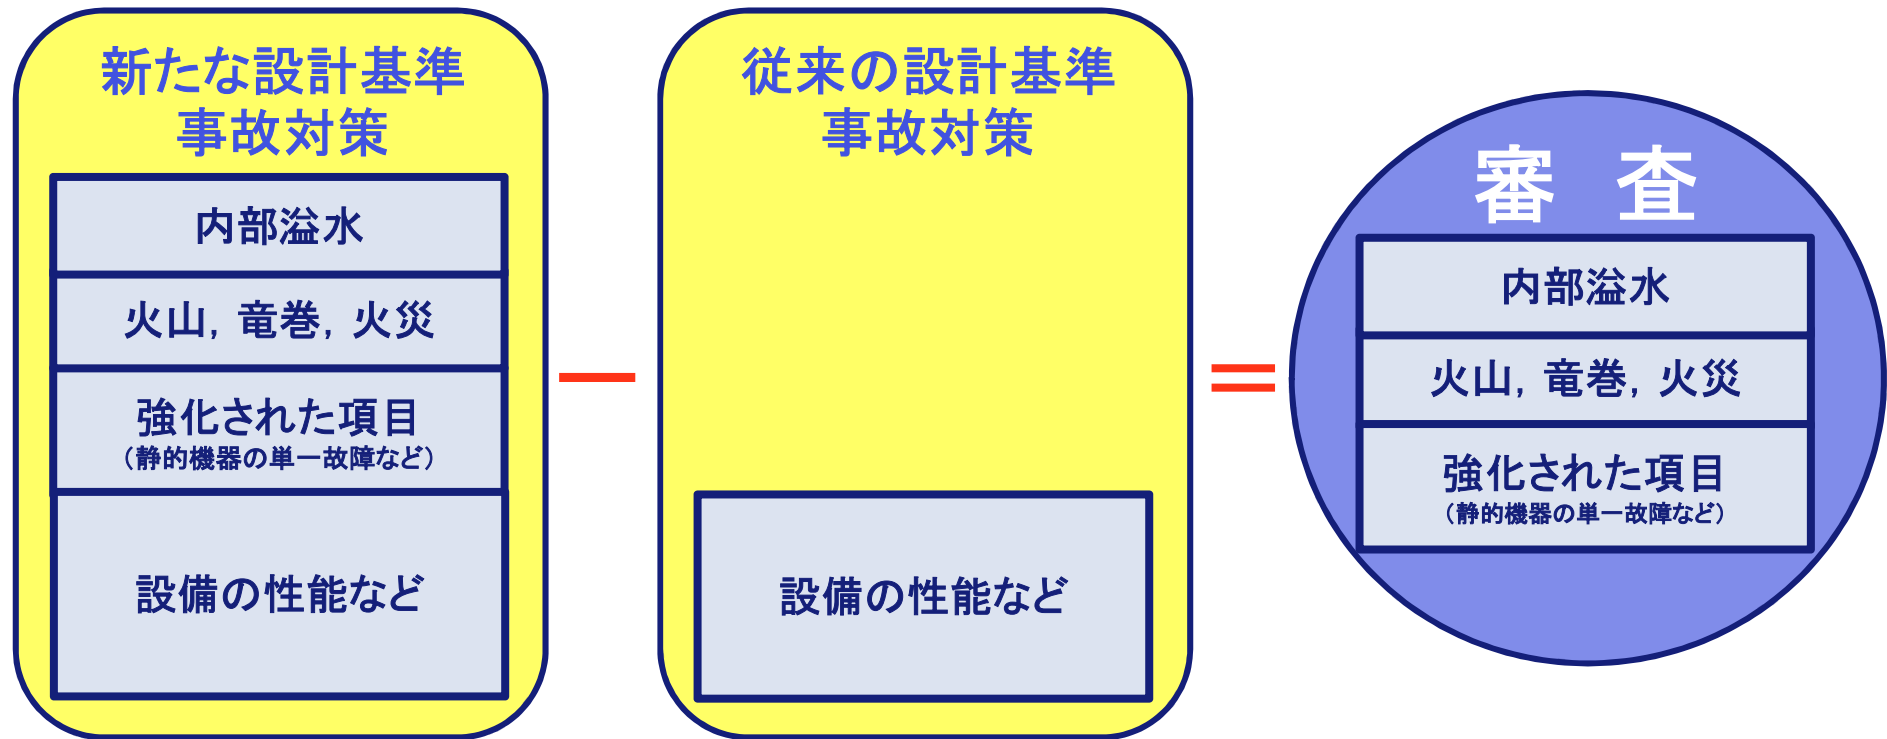 新たな設計基準
事故対策
内部溢水
火山，竜巻，火災
強化された項目
（静的機器の単一故障など）
設備の性能など
－
従来の設計基準
事故対策
設備の性能など
＝
審　査
内部溢水
火山，竜巻，火災
強化された項目
（静的機器の単一故障など）